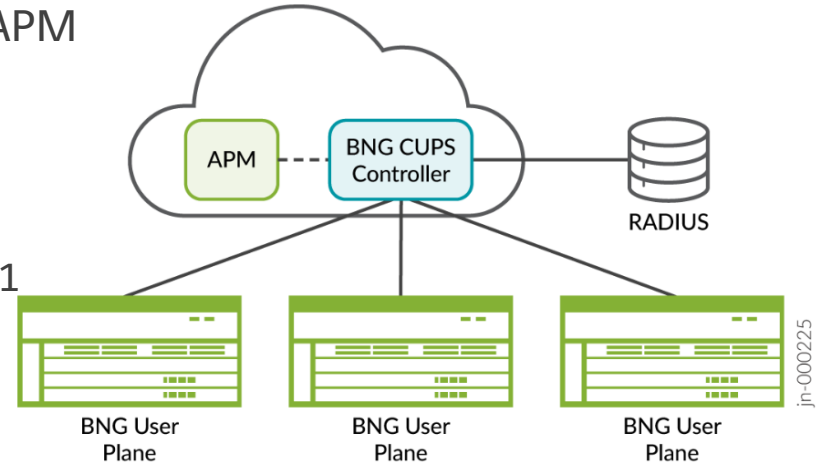 APM
APM
BNG CUPS
Controller
RADIUS
1
BNG User
Plane
BNG User
Plane
BNG User
Plane
jn-000225